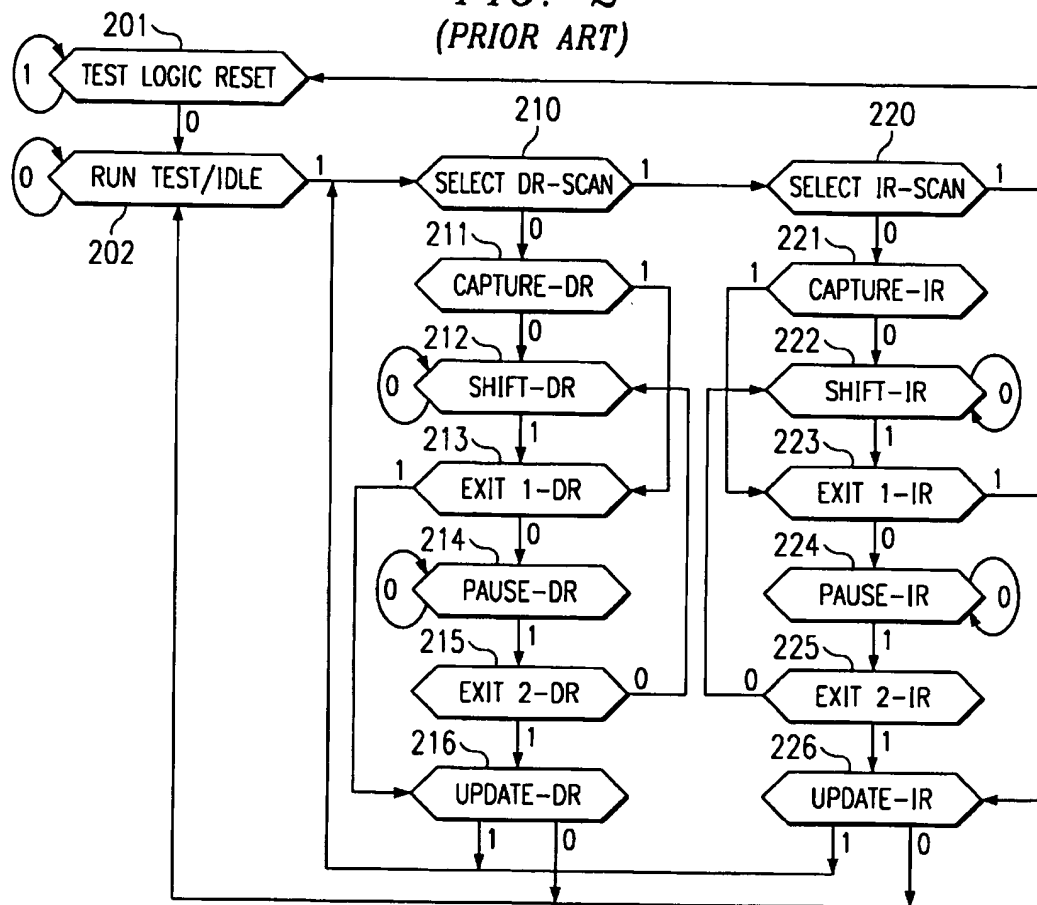 FIG. 2
(PRIOR ART)
201
1 TEST LOGIC RESET
0
0 RUN TEST/IDLE 1
202
210
SELECT DR-SCAN 1
0
211
CAPTURE-DR 1
0
212
0 SHIFT-DR
1
213
1 EXIT 1-DR
0
214
0 PAUSE-DR
1
215
EXIT 2-DR 0
1
216
UPDATE-DR
1 0
220
SELECT IR-SCAN 1
0
221
1 CAPTURE-IR
0
222
SHIFT-IR 0
1
223
EXIT 1-IR 1
0
224
PAUSE-IR 0
1
225
0 EXIT 2-IR
1
226
UPDATE-IR
1 0